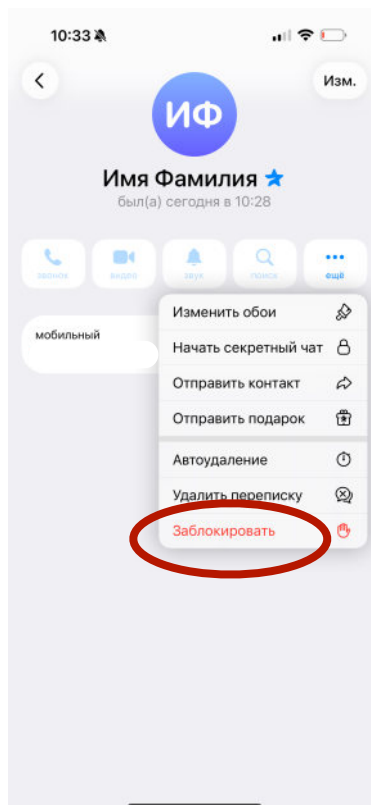 10:33
Изм.
ИФ
Имя Фамилия
был(а) сегодня в 10:28
звонок видео звук поиск ещё
мобильный
Изменить обои
Начать секретный чат
Отправить контакт
Отправить подарок
Автоудаление
Удалить переписку
Заблокировать